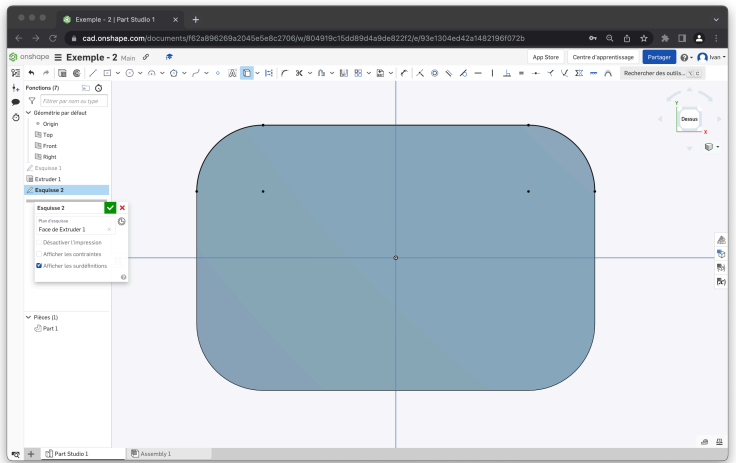 Exemple - 2 | Part Studio 1
cad.onshape.com/documents/f62a896269a2045e5e8c2706/w/804919c15dd89d4a9de822f2/e/93e1304ed42a1482196f072b
onshape Exemple - 2 Main App Store Centre d'apprentissage Partager Ivan
Rechercher des outils... ⌥ c
Fonctions (7)
Filtrer par nom ou type
Géométrie par défaut
Origin
Top
Front
Right
Esquisse 1
Extruder 1
Esquisse 2
Esquisse 2
Plan d'esquisse
Face de Extruder 1
Désactiver l'impression
Afficher les contraintes
Afficher les surdéfinitions
Pièces (1)
Part 1
Y
Dessus
X
Part Studio 1 Assembly 1